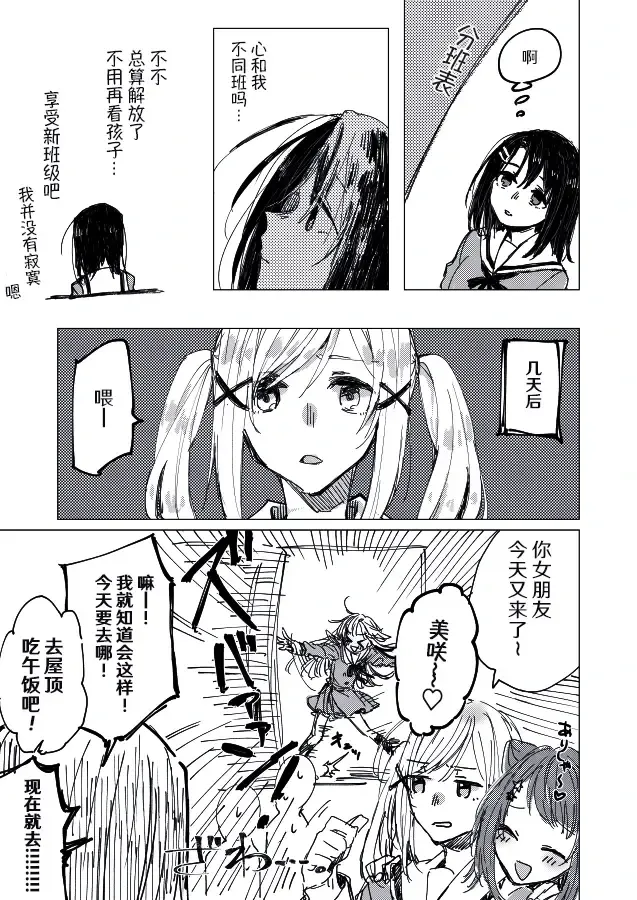 啊
分班表
心和我
不同班吗…
不不
总算解放了
不用再看孩子…
享受新班级吧
我并没有寂寞
嗯
几天后
喂ー
你女朋友
今天又来了～
美咲～♡
嘛ー！
我就知道会这样！
今天要去哪！
去屋顶
吃午饭吧！
现在就去………
ぎゅ